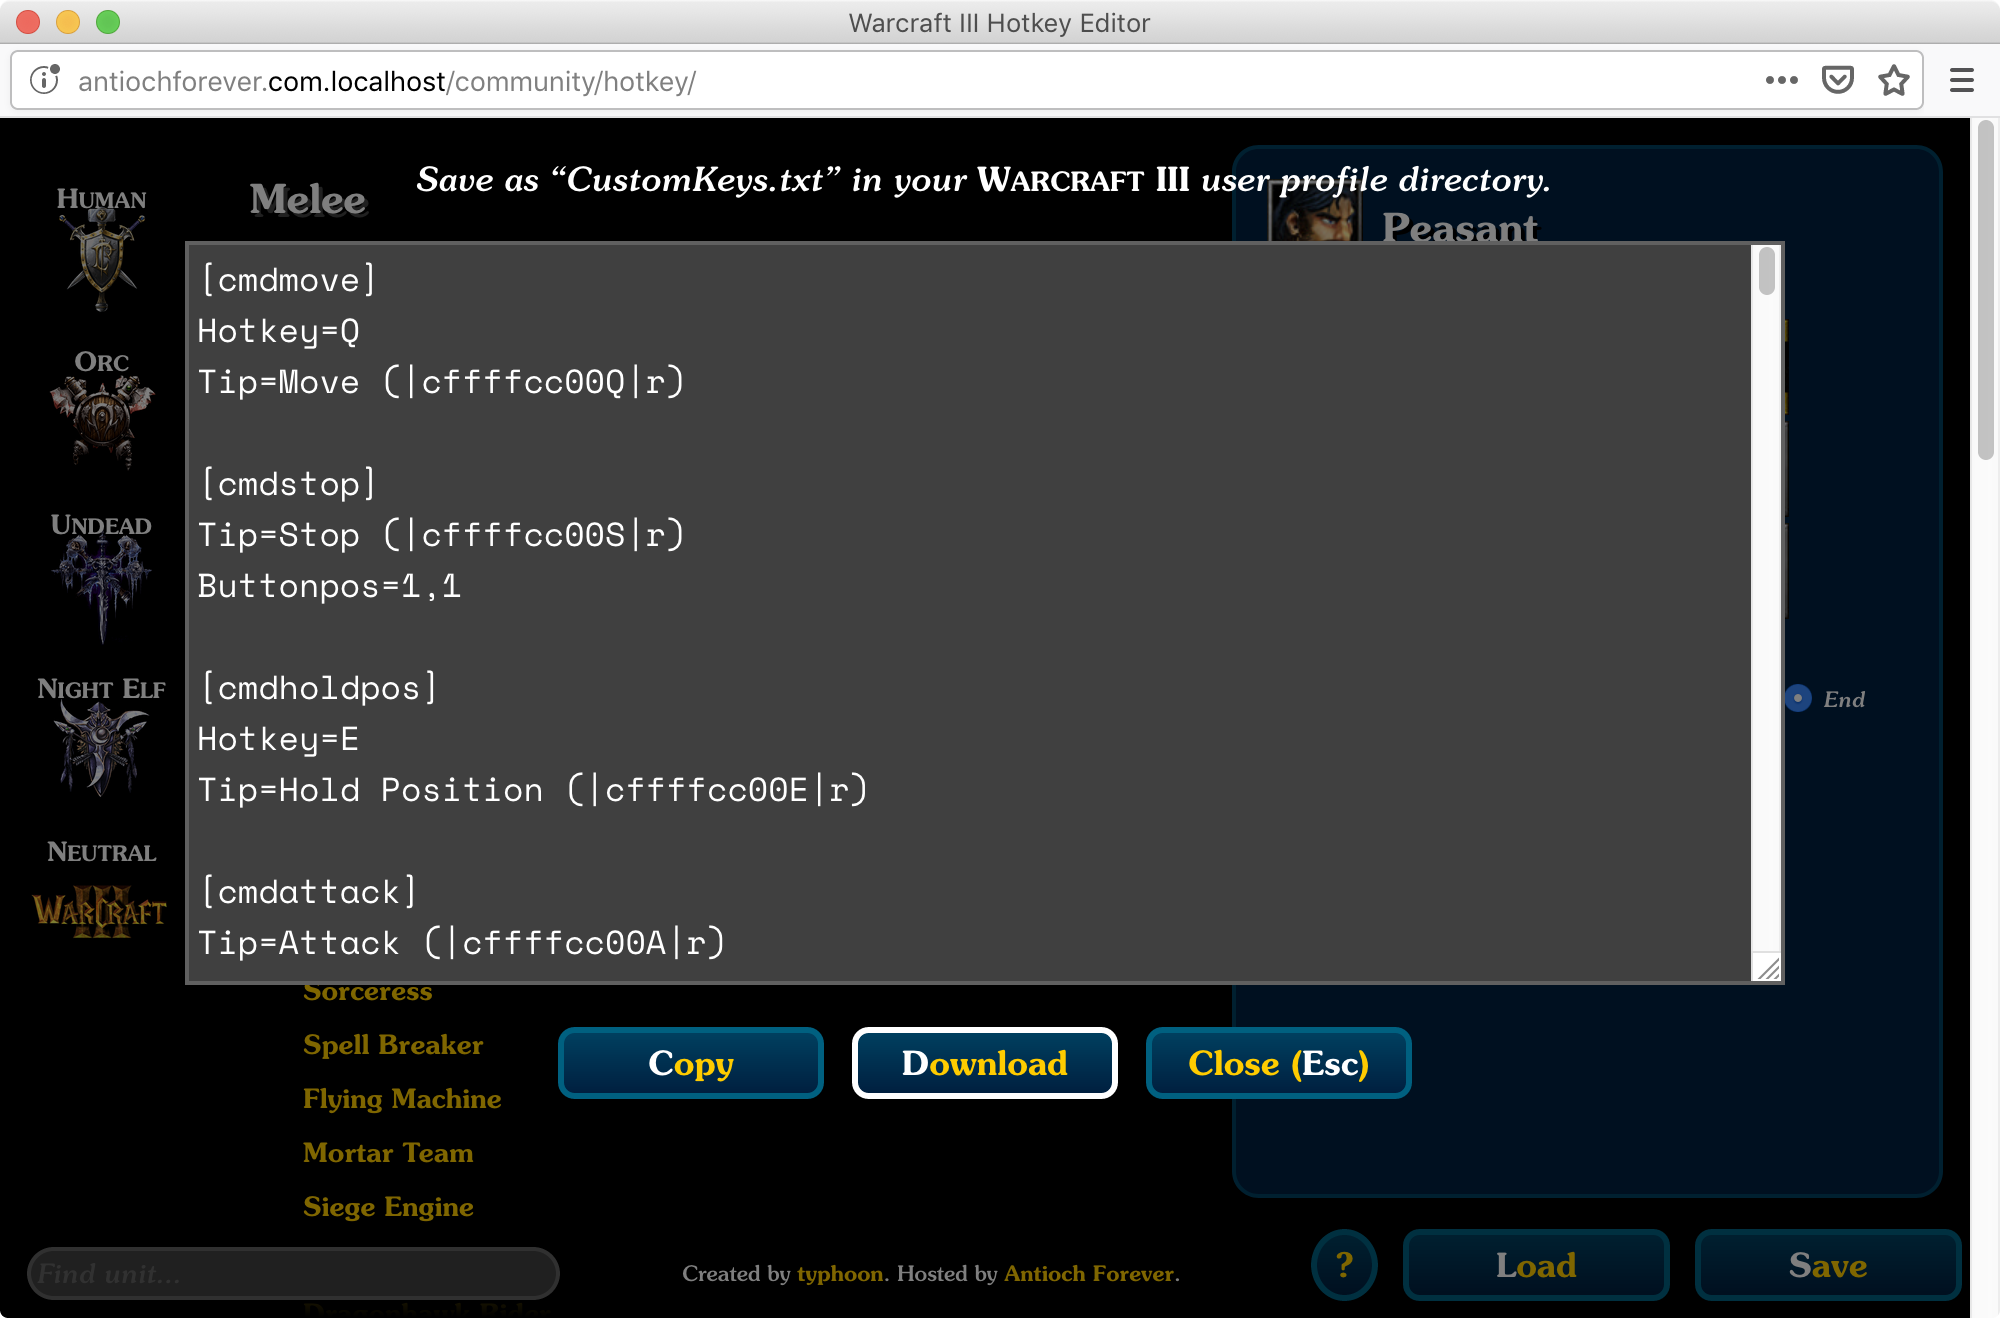 Warcraft III Hotkey Editor
antiochforever.com.localhost/community/hotkey/
Save as “CustomKeys.txt” in your WARCRAFT III user profile directory.
HUMAN
Melee
Peasant
[cmdmove]
Hotkey=Q
Tip=Move (|cffffcc00Q|r)
ORC
[cmdstop]
Tip=Stop (|cffffcc00S|r)
Buttonpos=1,1
UNDEAD
[cmdholdpos]
Hotkey=E
Tip=Hold Position (|cffffcc00E|r)
NIGHT ELF
End
[cmdattack]
Tip=Attack (|cffffcc00A|r)
NEUTRAL
WARCRAFT III
Sorceress
Spell Breaker
Flying Machine
Mortar Team
Siege Engine
Dragonhawk Rider
Copy
Download
Close (Esc)
Find unit...
Created by typhoon. Hosted by Antioch Forever.
?
Load
Save